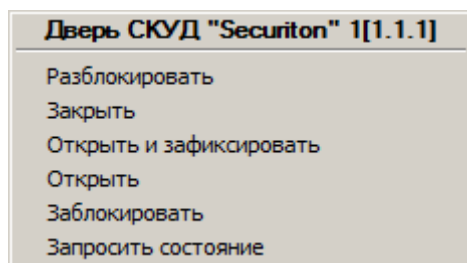 Дверь СКУД "Securiton" 1[1.1.1]
Разблокировать
Закрыть
Открыть и зафиксировать
Открыть
Заблокировать
Запросить состояние